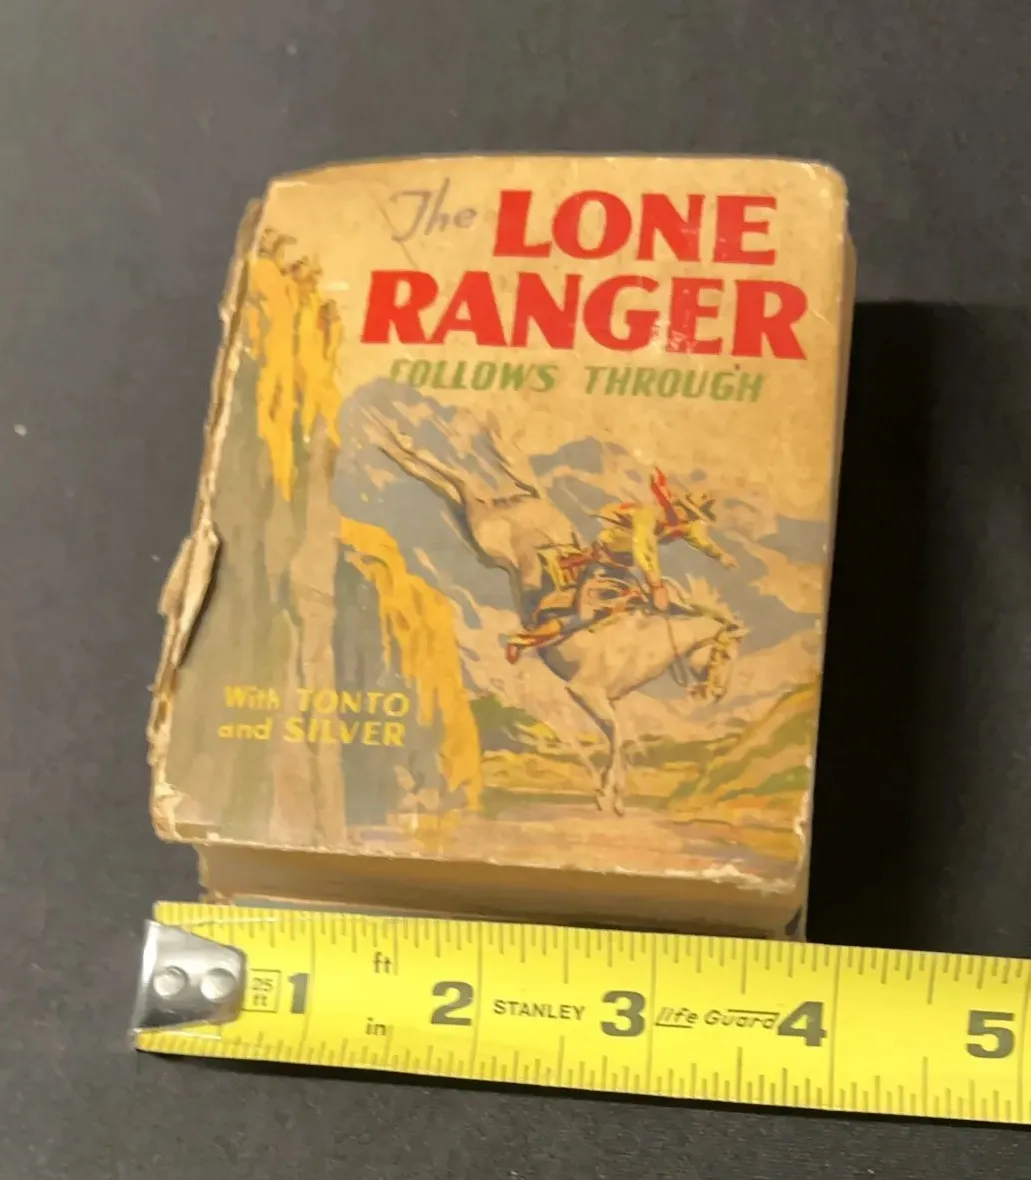 The LONE
RANGER
FOLLOWS THROUGH
With TONTO
and SILVER
25
ft
1
ft
in
2
STANLEY
3
life Guard
4
5